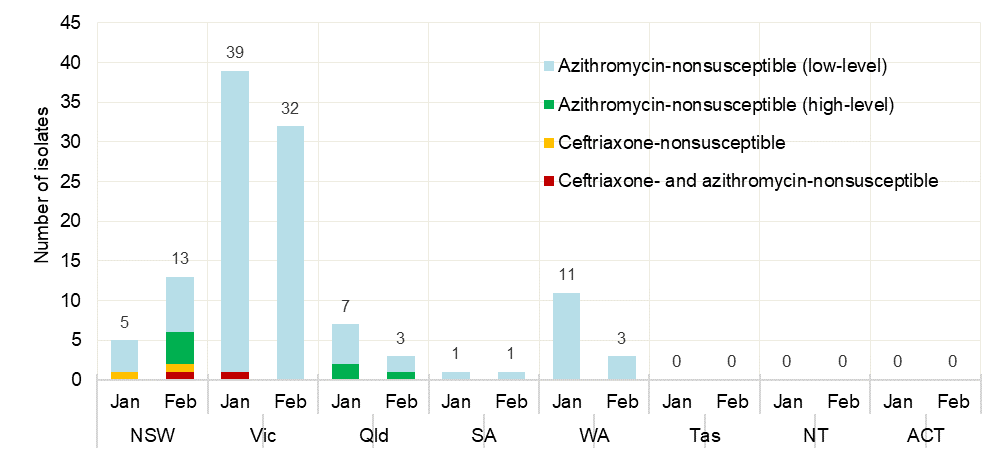 45
40
35
30
25
20
15
10
5
0
Number of isolates
Azithromycin-nonsusceptible (low-level)
Azithromycin-nonsusceptible (high-level)
Ceftriaxone-nonsusceptible
Ceftriaxone- and azithromycin-nonsusceptible
5 13 39 32 7 3 1 1 11 3 0 0 0 0 0 0
Jan Feb Jan Feb Jan Feb Jan Feb Jan Feb Jan Feb Jan Feb Jan Feb
NSW Vic Qld SA WA Tas NT ACT